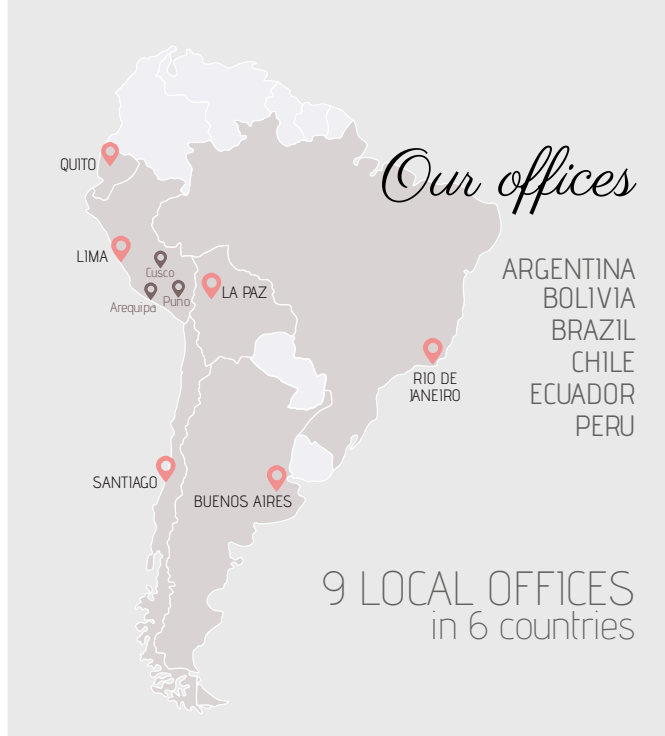 Our offices
QUITO
LIMA
Cusco
Puno
Arequipa
LA PAZ
RIO DE
JANEIRO
SANTIAGO
BUENOS AIRES
ARGENTINA
BOLIVIA
BRAZIL
CHILE
ECUADOR
PERU
9 LOCAL OFFICES
in 6 countries